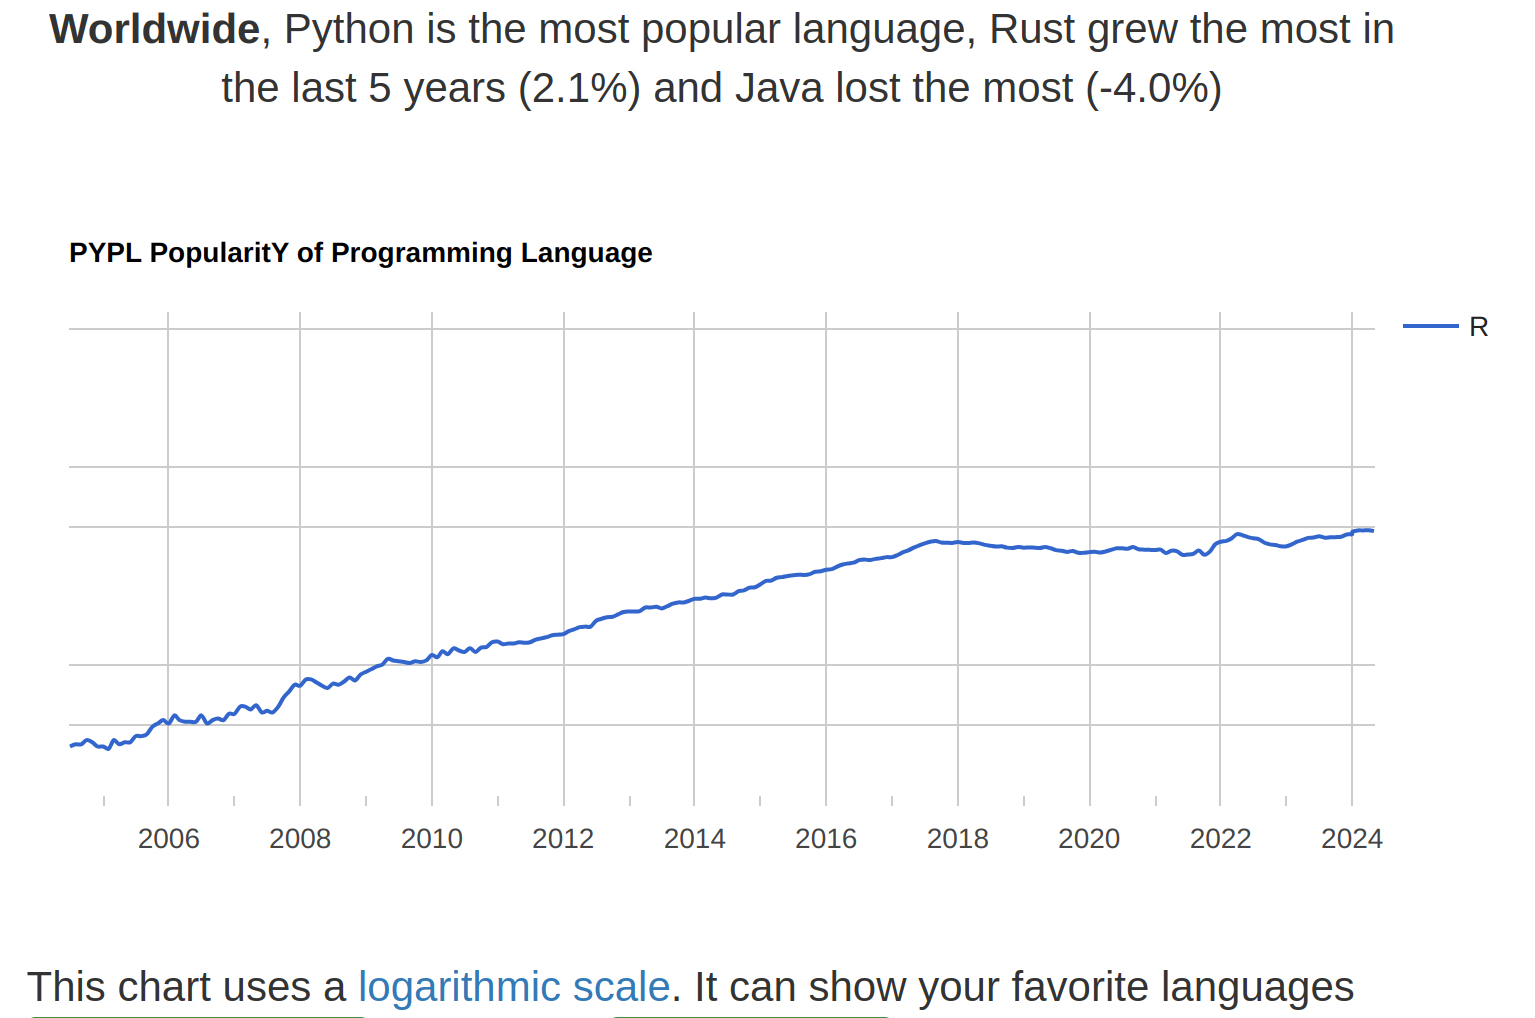 Worldwide, Python is the most popular language, Rust grew the most in
the last 5 years (2.1%) and Java lost the most (-4.0%)
PYPL PopularitY of Programming Language
R
2006 2008 2010 2012 2014 2016 2018 2020 2022 2024
This chart uses a logarithmic scale. It can show your favorite languages